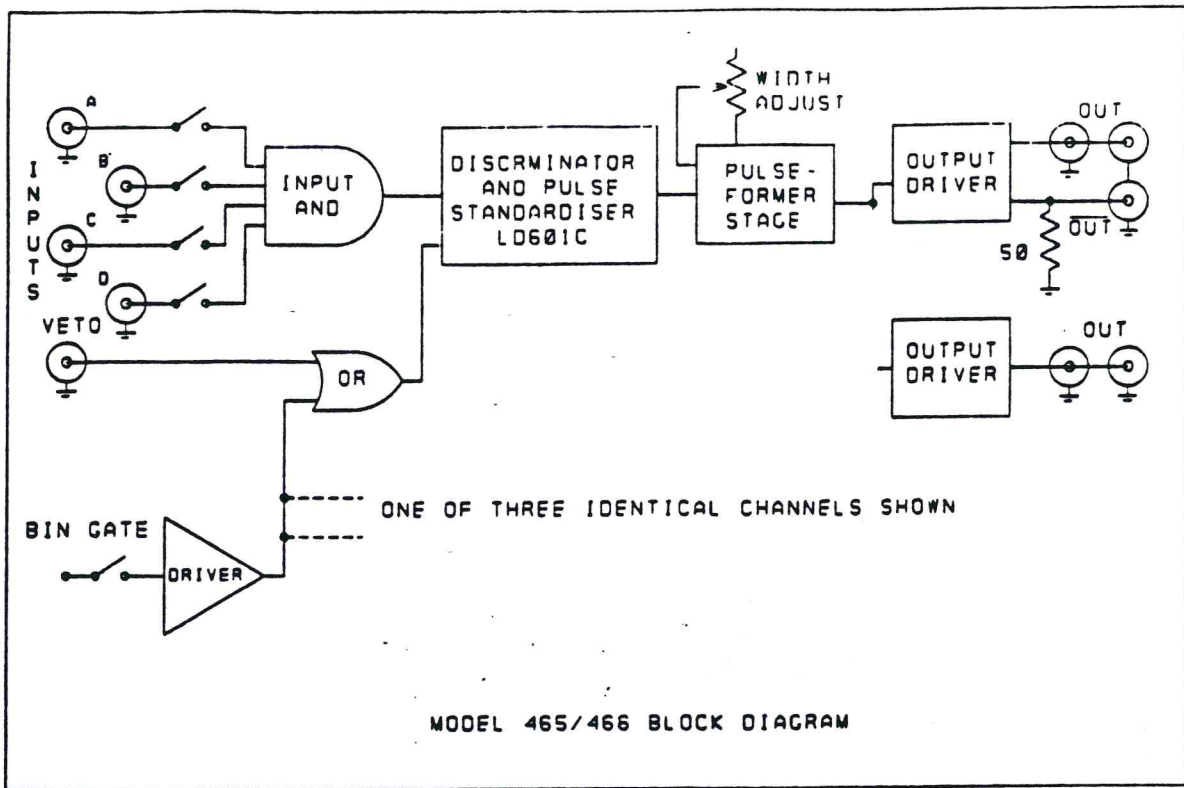 A
B
C
D
INPUTS
VETO
INPUT
AND
DISCRMINATOR
AND PULSE
STANDARDISER
LD601C
WIDTH
ADJUST
PULSE-
FORMER
STAGE
OUTPUT
DRIVER
OUT
OUT
50
OR
OUTPUT
DRIVER
OUT
ONE OF THREE IDENTICAL CHANNELS SHOWN
BIN GATE
DRIVER
MODEL 465/466 BLOCK DIAGRAM